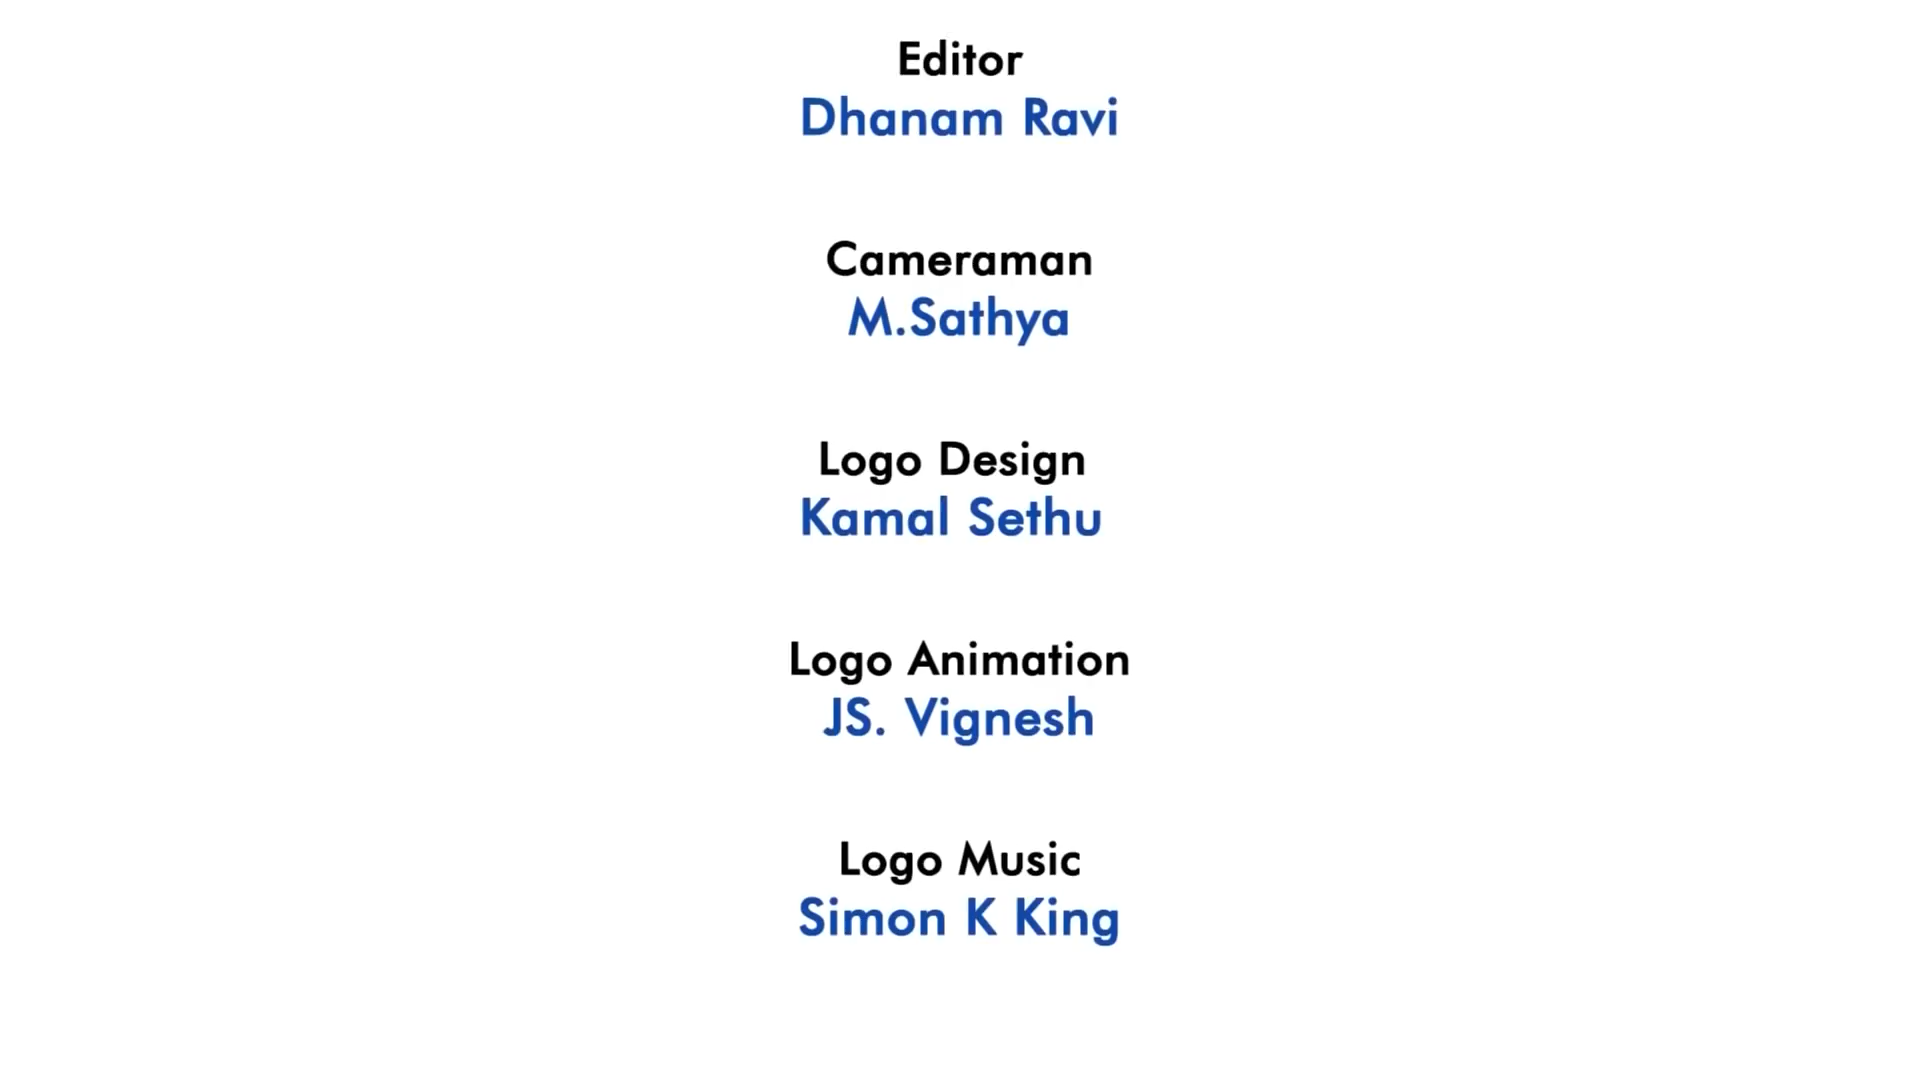 Editor
Dhanam Ravi
Cameraman
M.Sathya
Logo Design
Kamal Sethu
Logo Animation
JS. Vignesh
Logo Music
Simon K King